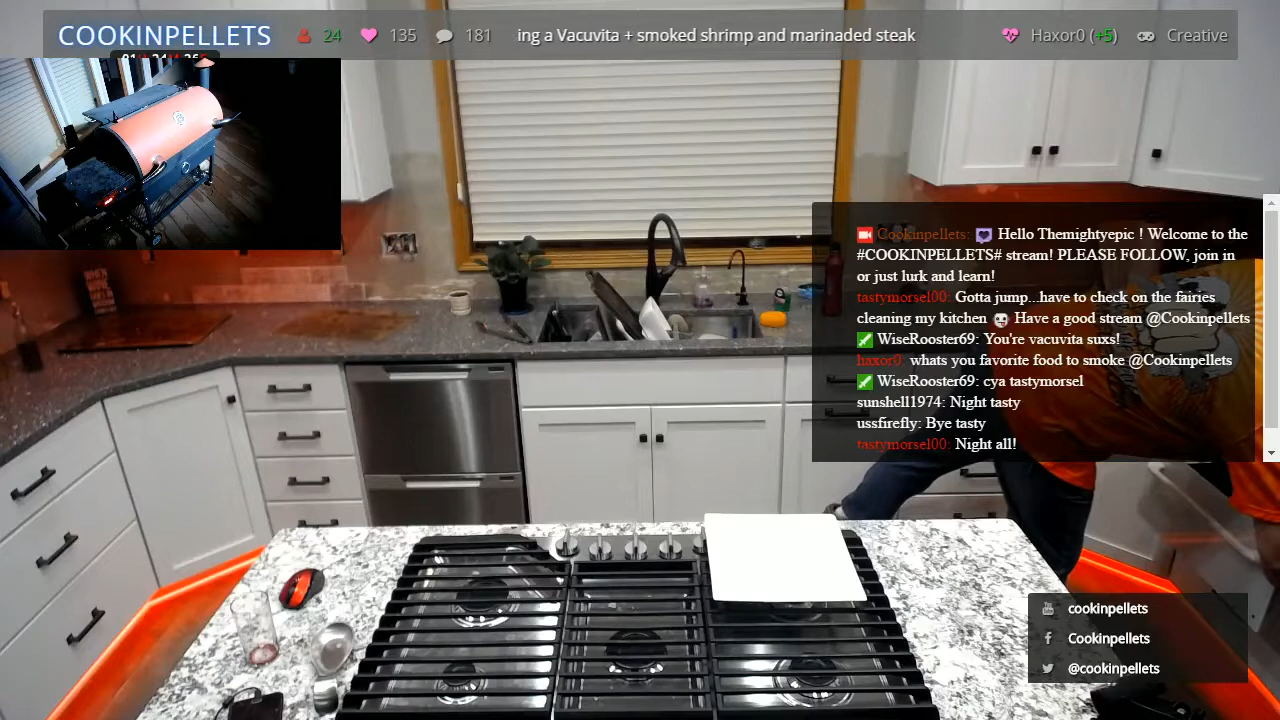 COOKINPELLETS 24 135 181 ing a Vacuvita + smoked shrimp and marinaded steak Haxor0 (+5) Creative
Cookinpellets: Hello Themightyepic ! Welcome to the
#COOKINPELLETS# stream! PLEASE FOLLOW, join in
or just lurk and learn!
tastymorsel00: Gotta jump...have to check on the fairies
cleaning my kitchen Have a good stream @Cookinpellets
WiseRooster69: You're vacuvita suxs!
haxor0: whats you favorite food to smoke @Cookinpellets
WiseRooster69: cya tastymorsel
sunshell1974: Night tasty
ussfirefly: Bye tasty
tastymorsel00: Night all!
cookinpellets
Cookinpellets
@cookinpellets